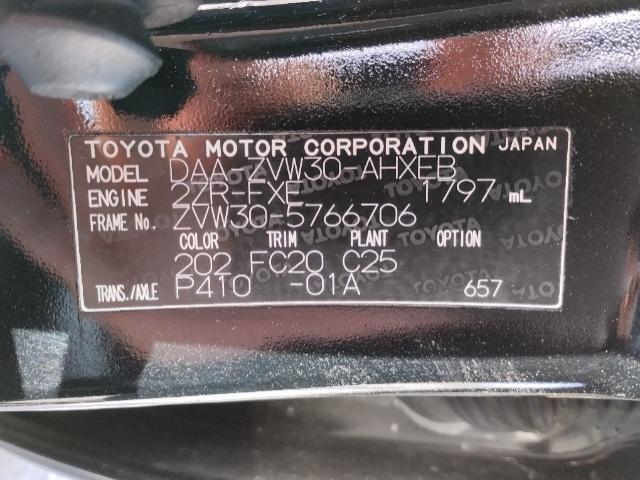 TOYOTA MOTOR CORPORATION JAPAN
MODEL DAA-ZVW30-AHXEB
ENGINE 2ZR-FXE 1797 mL
FRAME No. ZVW30-5766706
COLOR TRIM PLANT OPTION
202 FC20 C25
TRANS./AXLE P410 -01A 657